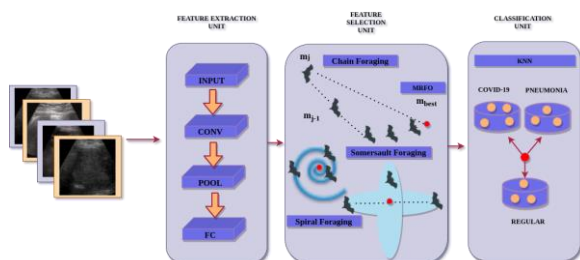 FEATURE EXTRACTION
UNIT
INPUT
CONV
POOL
FC
FEATURE
SELECTION
UNIT
Chain Foraging
mj
MRFO
mbest
mj-1
Somersault Foraging
Spiral Foraging
CLASSIFICATION
UNIT
KNN
COVID-19 PNEUMONIA
REGULAR